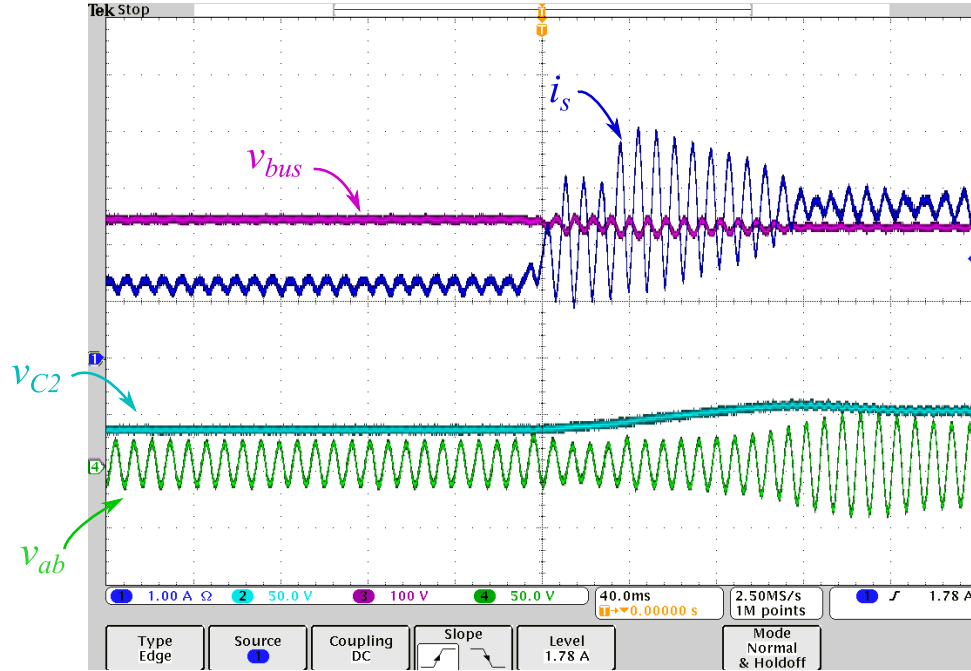 Tek Stop
T
T
i_s
v_bus
1
v_C2
4
v_ab
1 1.00 A Ω 2 50.0 V 3 100 V 4 50.0 V
40.0ms
T→▼0.00000 s
2.50MS/s
1M points
1 1.78 A
Type
Edge
Source
1
Coupling
DC
Slope
Level
1.78 A
Mode
Normal
& Holdoff